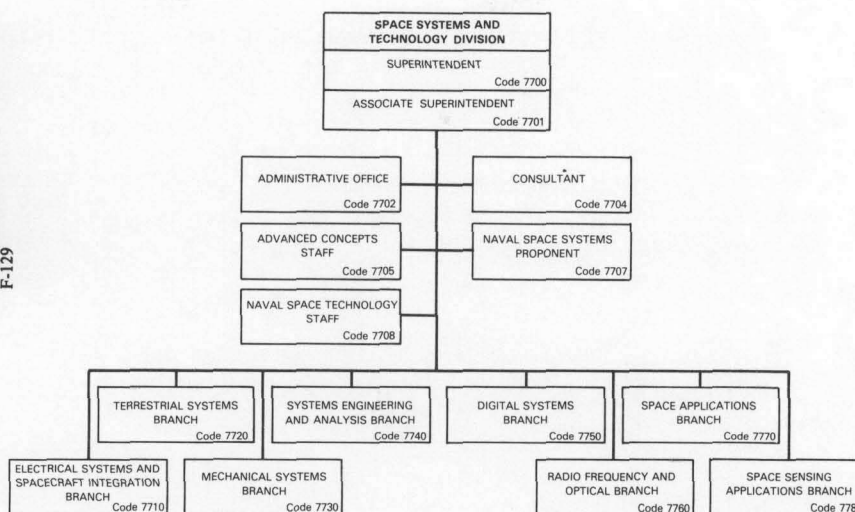 SPACE SYSTEMS AND
TECHNOLOGY DIVISION
SUPERINTENDENT
Code 7700
ASSOCIATE SUPERINTENDENT
Code 7701
ADMINISTRATIVE OFFICE
Code 7702
CONSULTANT
Code 7704
ADVANCED CONCEPTS
STAFF
Code 7705
NAVAL SPACE SYSTEMS
PROPONENT
Code 7707
NAVAL SPACE TECHNOLOGY
STAFF
Code 7708
F-129
TERRESTRIAL SYSTEMS
BRANCH
Code 7720
SYSTEMS ENGINEERING
AND ANALYSIS BRANCH
Code 7740
DIGITAL SYSTEMS
BRANCH
Code 7750
SPACE APPLICATIONS
BRANCH
Code 7770
ELECTRICAL SYSTEMS AND
SPACECRAFT INTEGRATION
BRANCH
Code 7710
MECHANICAL SYSTEMS
BRANCH
Code 7730
RADIO FREQUENCY AND
OPTICAL BRANCH
Code 7760
SPACE SENSING
APPLICATIONS BRANCH
Code 778